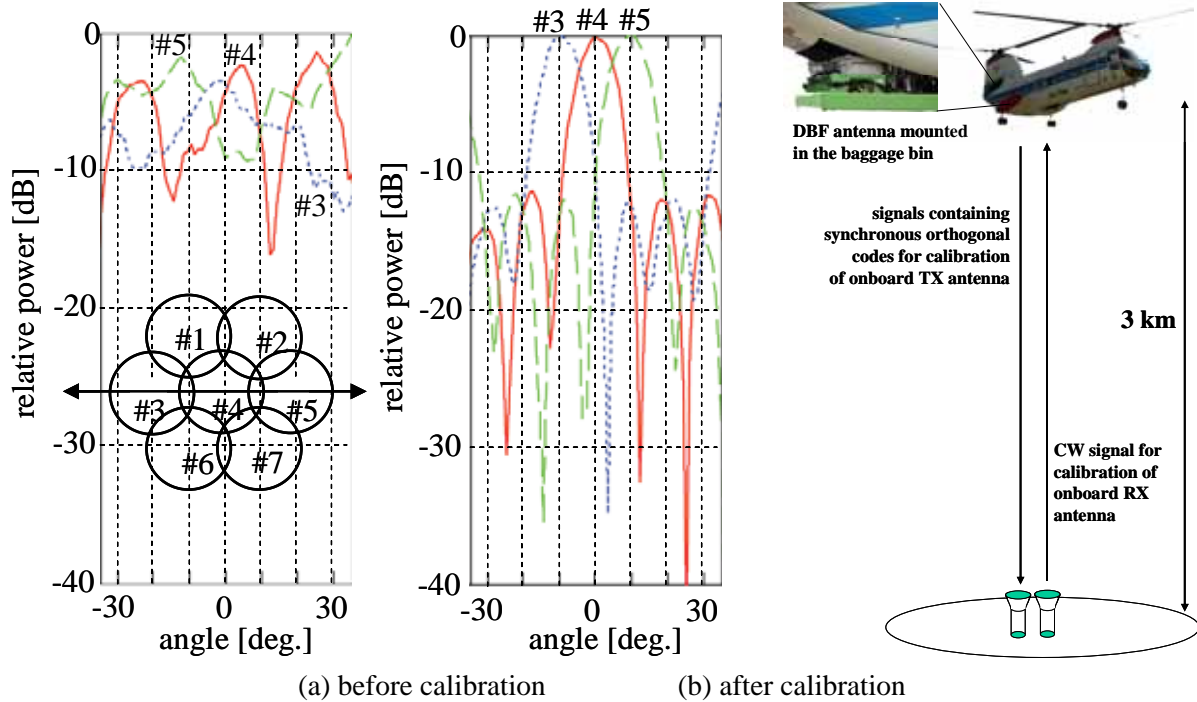 0
-10
-20
-30
-40
relative power [dB]
#5
#4
#3
#1
#2
#3
#4
#5
#6
#7
-30
0
30
angle [deg.]
(a) before calibration
#3
#4
#5
0
-10
-20
-30
-40
relative power [dB]
-30
0
30
angle [deg.]
(b) after calibration
DBF antenna mounted
in the baggage bin
signals containing
synchronous orthogonal
codes for calibration
of onboard TX antenna
3 km
CW signal for
calibration of
onboard RX
antenna